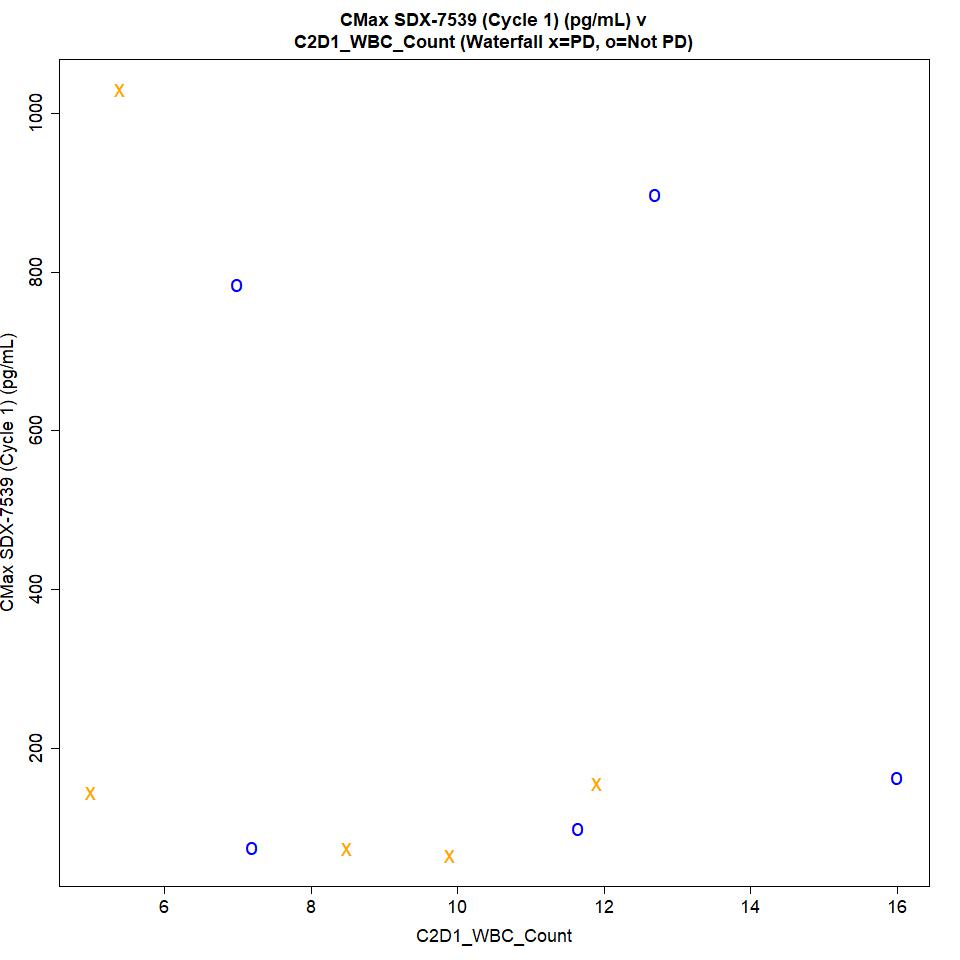 CMax SDX-7539 (Cycle 1) (pg/mL) v
C2D1_WBC_Count (Waterfall x=PD, o=Not PD)
CMax SDX-7539 (Cycle 1) (pg/mL)
1000
800
600
400
200
x
o
o
x
x
o
o
o
x
x
6 8 10 12 14 16
C2D1_WBC_Count